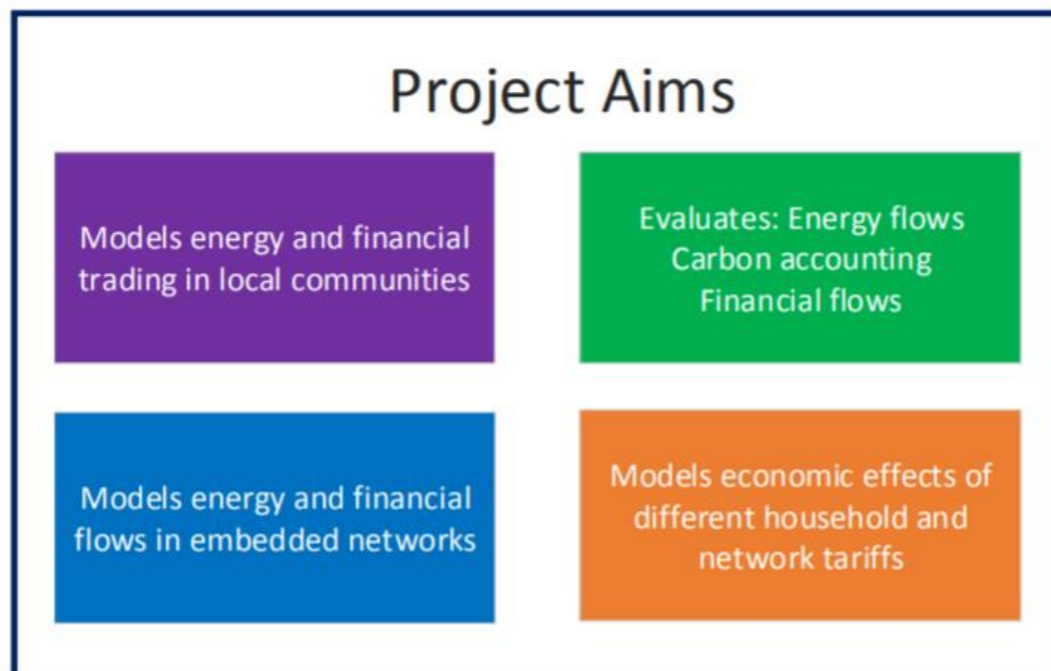 Project Aims
Models energy and financial
trading in local communities
Evaluates: Energy flows
Carbon accounting
Financial flows
Models energy and financial
flows in embedded networks
Models economic effects of
different household and
network tariffs